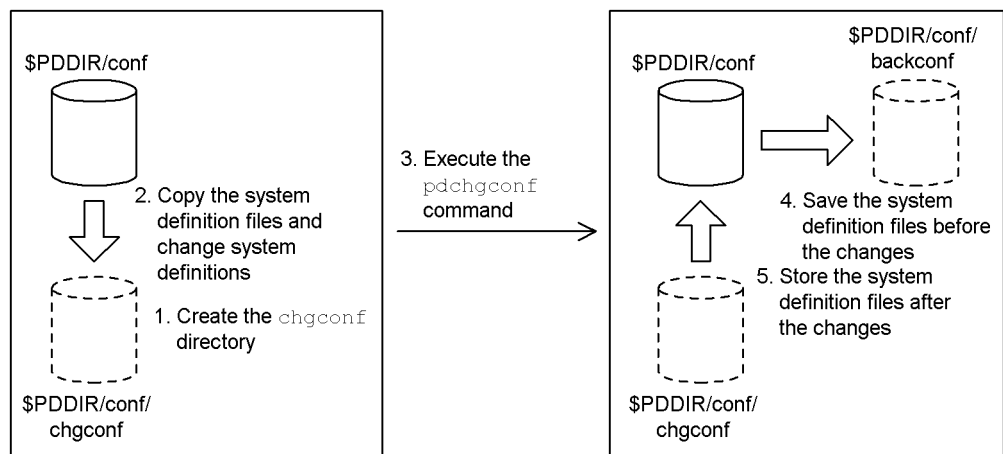 $PDDIR/conf
2. Copy the system
definition files and
change system
definitions
1. Create the chgconf
directory
$PDDIR/conf/
chgconf
3. Execute the
pdchgconf
command
$PDDIR/conf
$PDDIR/conf/
backconf
4. Save the system
definition files before
the changes
5. Store the system
definition files after
the changes
$PDDIR/conf/
chgconf